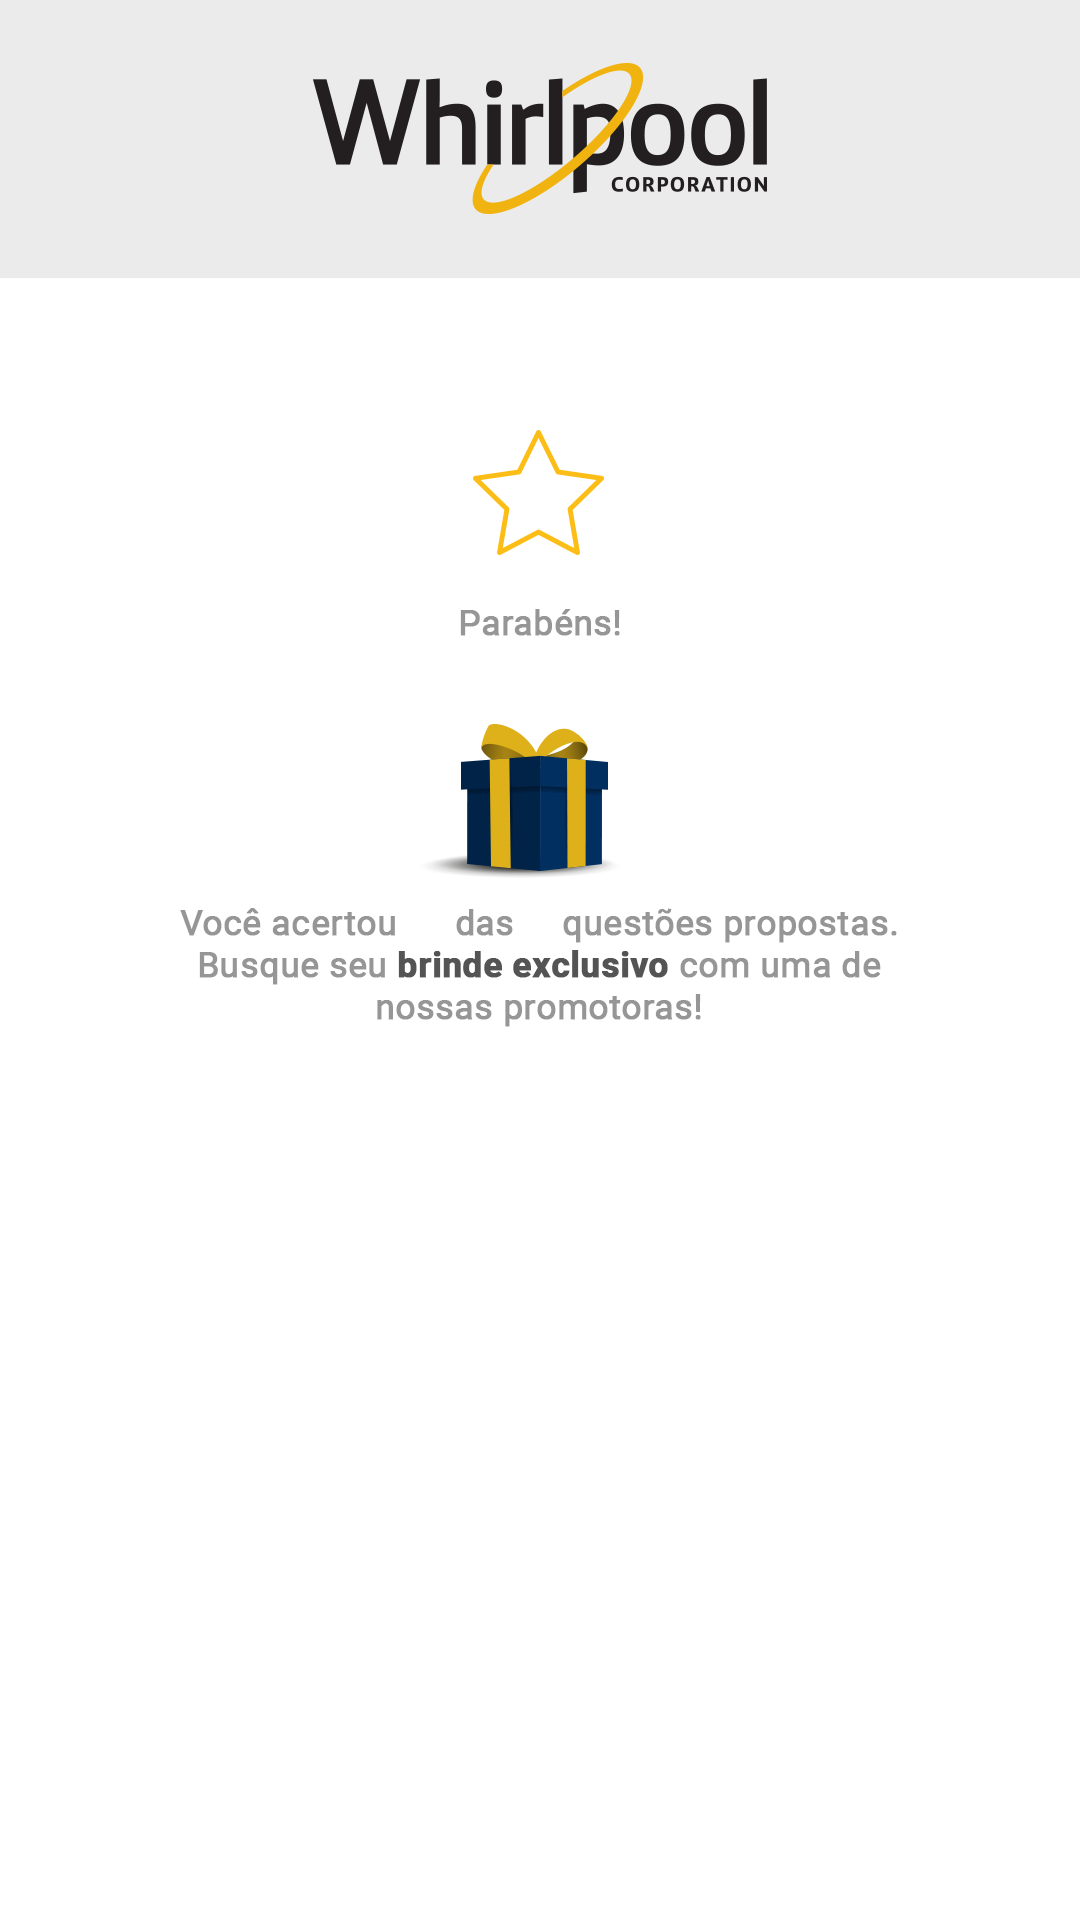 Whirlpool
CORPORATION
Parabéns!
Você acertou das questões propostas.
Busque seu brinde exclusivo com uma de
nossas promotoras!